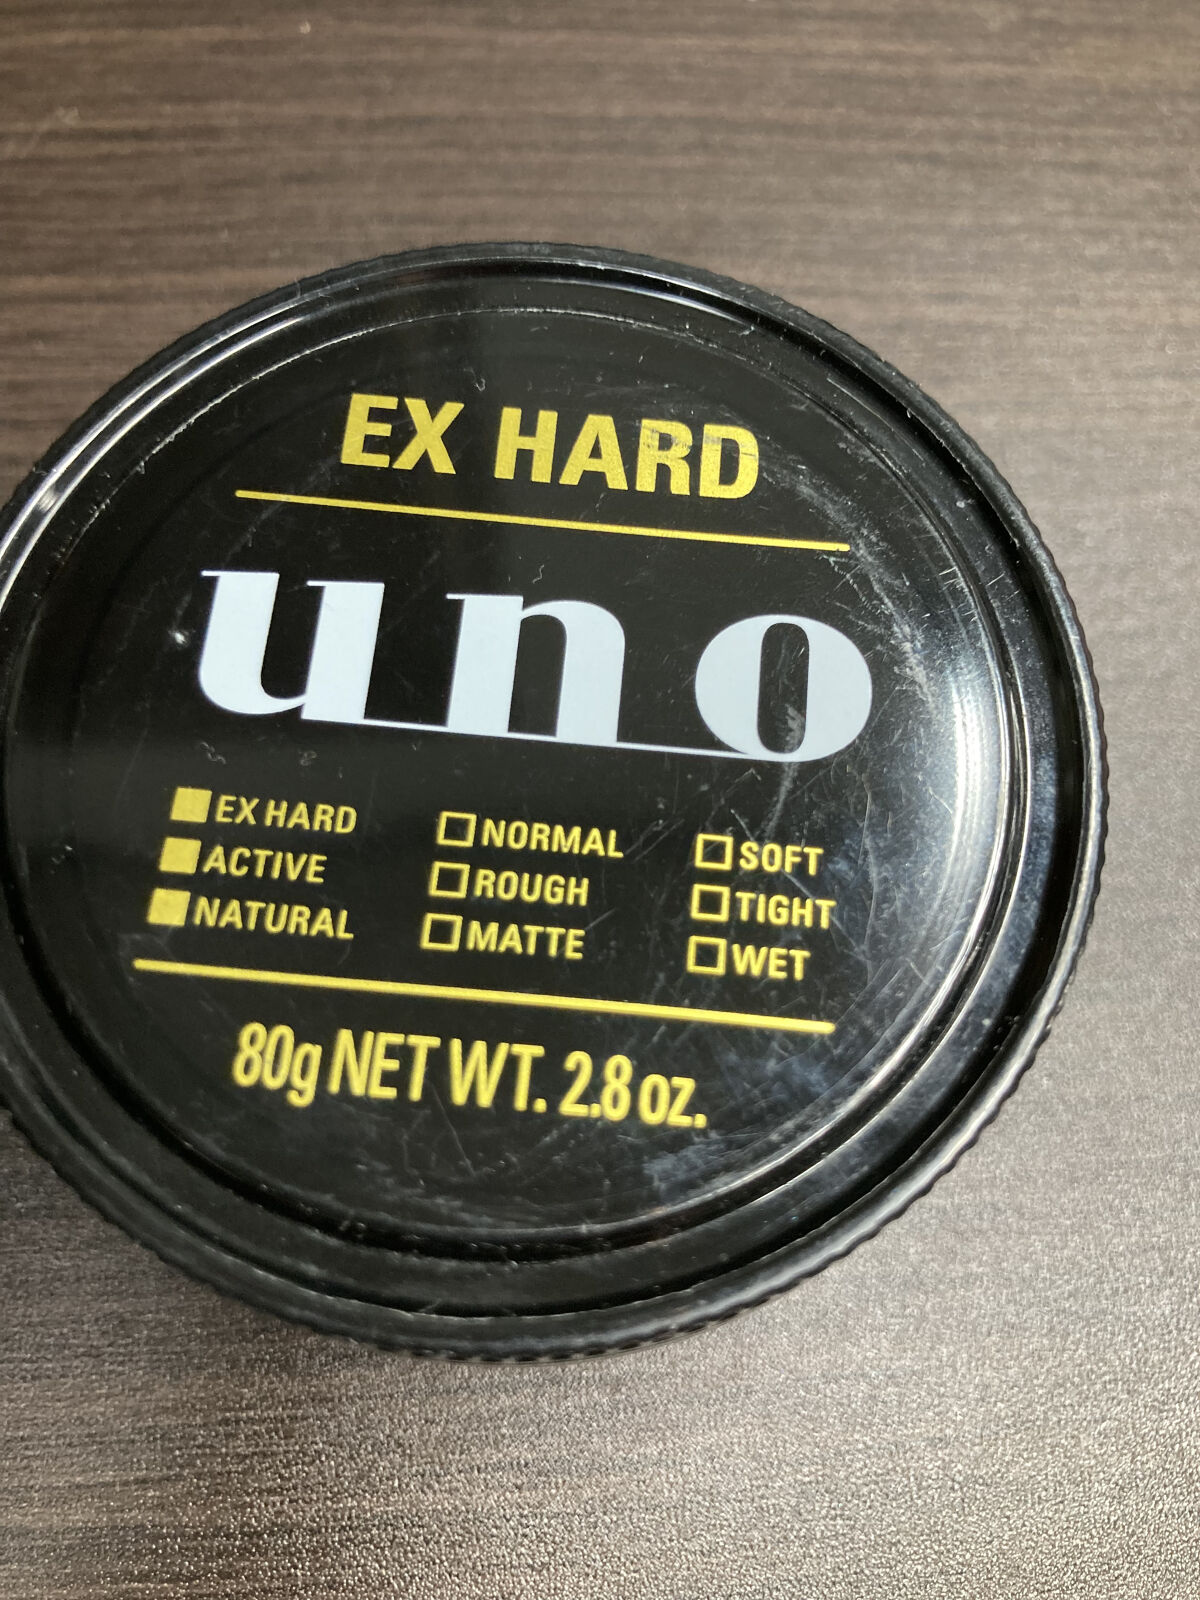 EX HARD
uno
■EX HARD □NORMAL □SOFT
■ACTIVE □ROUGH □TIGHT
■NATURAL □MATTE □WET
80g NET WT. 2.8 oz.